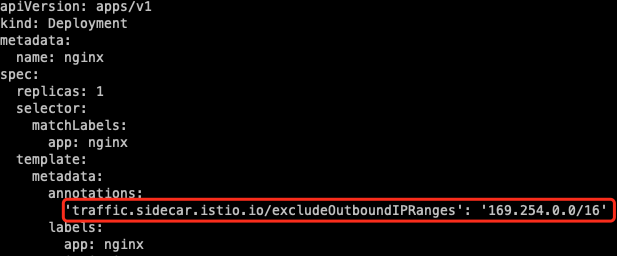 apiVersion: apps/v1
kind: Deployment
metadata:
  name: nginx
spec:
  replicas: 1
  selector:
    matchLabels:
      app: nginx
  template:
    metadata:
      annotations:
        'traffic.sidecar.istio.io/excludeOutboundIPRanges': '169.254.0.0/16'
      labels:
        app: nginx